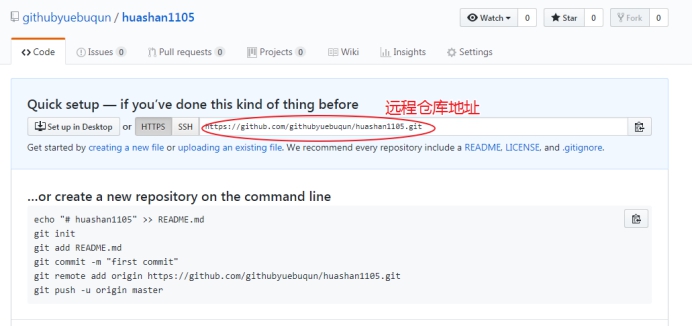 githubyuebuqun / huashan1105
Watch 0 Star 0 Fork 0
Code Issues 0 Pull requests 0 Projects 0 Wiki Insights Settings
Quick setup — if you've done this kind of thing before
远程仓库地址
Set up in Desktop or HTTPS SSH https://github.com/githubyuebuqun/huashan1105.git
Get started by creating a new file or uploading an existing file. We recommend every repository include a README, LICENSE, and .gitignore.
...or create a new repository on the command line
echo "# huashan1105" >> README.md
git init
git add README.md
git commit -m "first commit"
git remote add origin https://github.com/githubyuebuqun/huashan1105.git
git push -u origin master